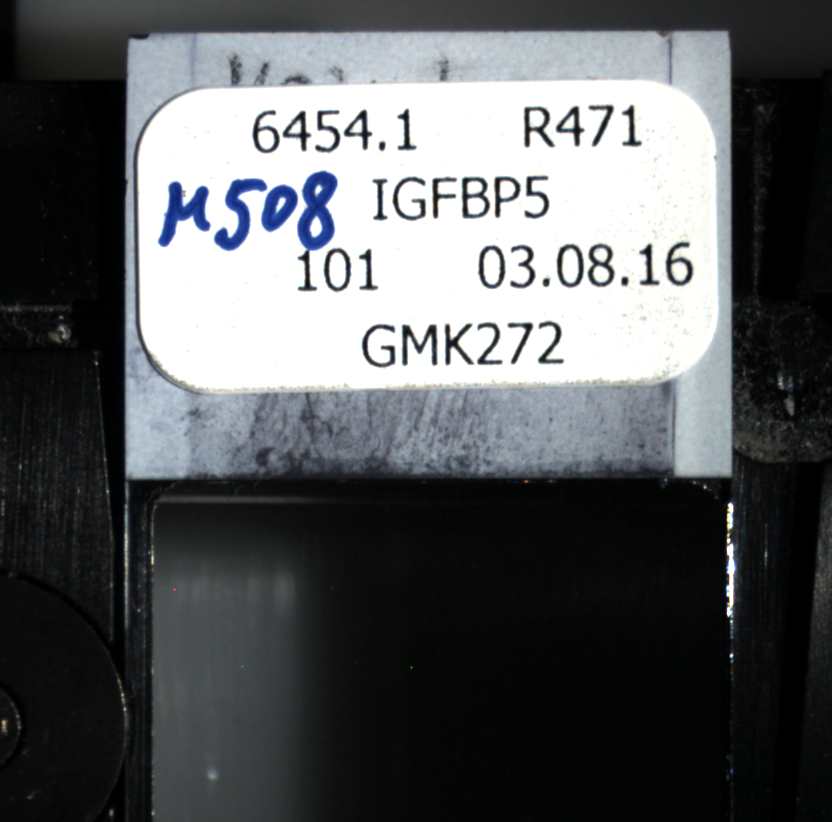 6454.1 R471
M508 IGFBP5
101 03.08.16
GMK272